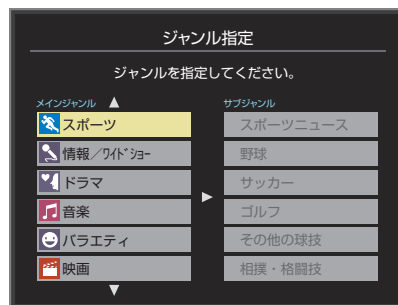 ジャンル指定
ジャンルを指定してください。
メインジャンル
スポーツ
情報／ﾜｲﾄﾞｼｮｰ
ドラマ
音楽
バラエティ
映画
サブジャンル
スポーツニュース
野球
サッカー
ゴルフ
その他の球技
相撲・格闘技